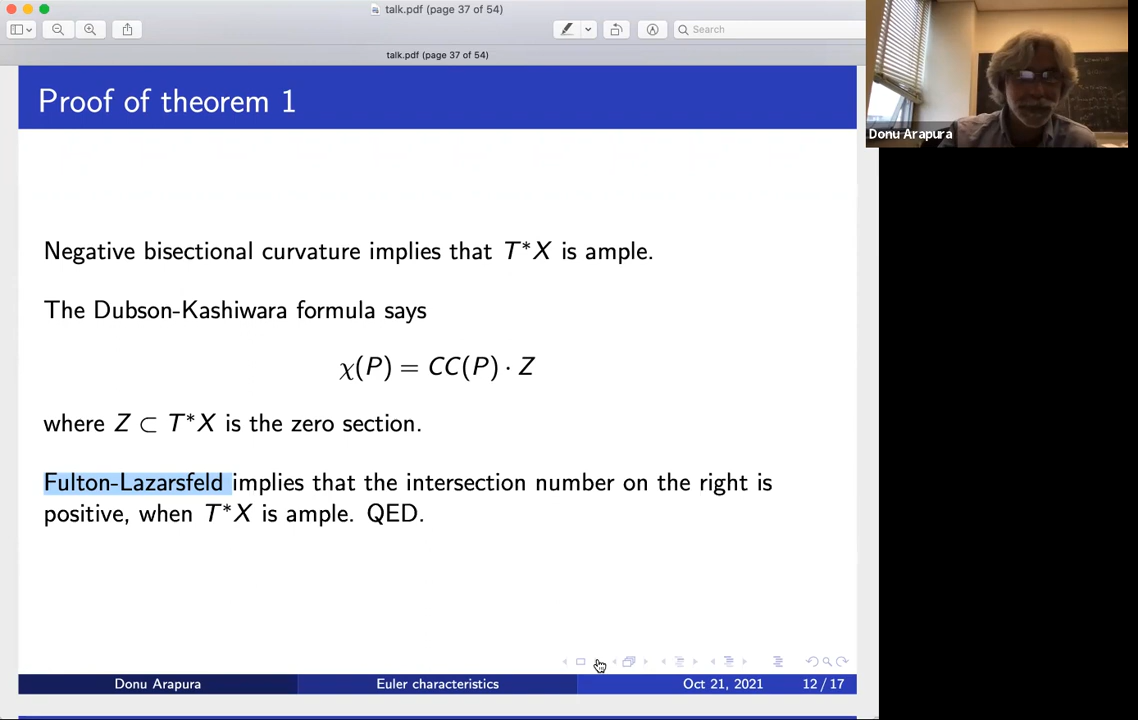 talk.pdf (page 37 of 54)
Search
talk.pdf (page 37 of 54)
Proof of theorem 1
Donu Arapura
Negative bisectional curvature implies that T*X is ample.
The Dubson-Kashiwara formula says
χ(P) = CC(P) · Z
where Z ⊂ T*X is the zero section.
Fulton-Lazarsfeld implies that the intersection number on the right is
positive, when T*X is ample. QED.
Donu Arapura Euler characteristics Oct 21, 2021 12 / 17